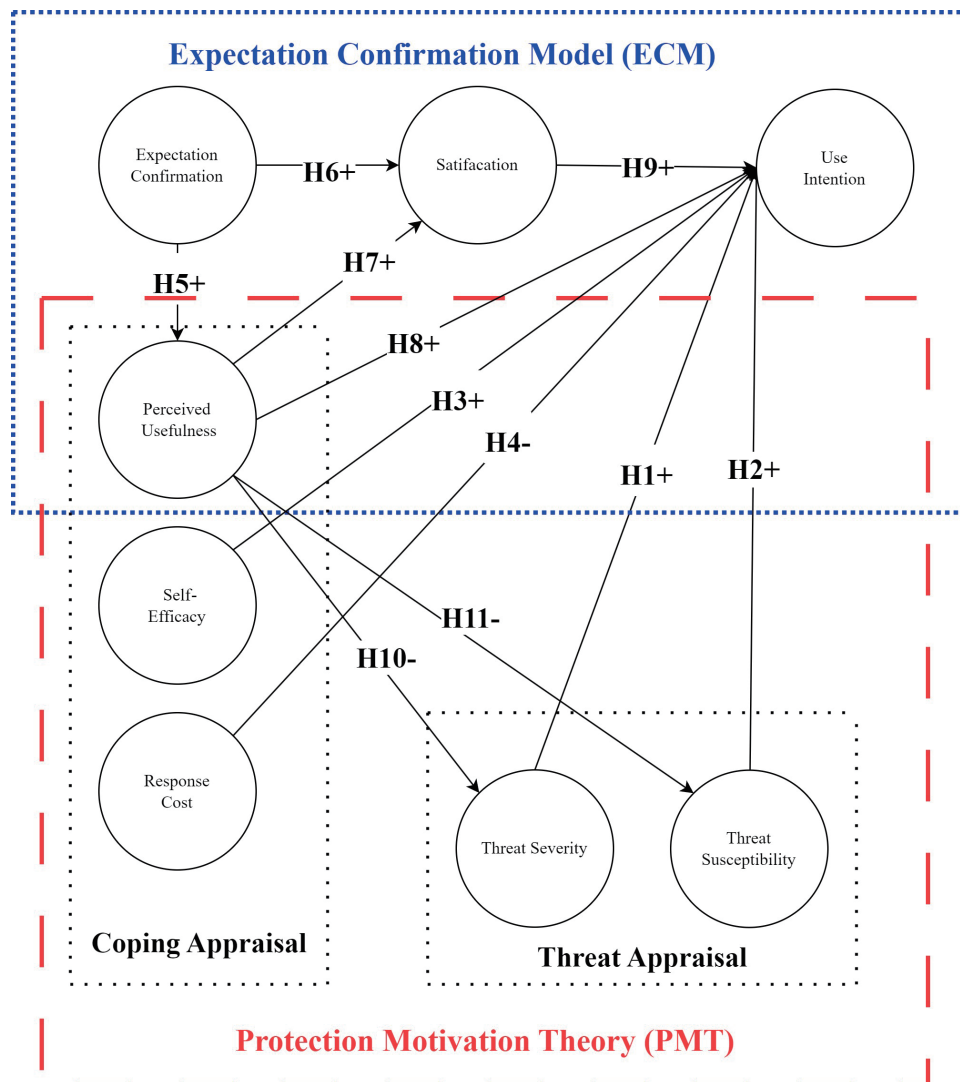 Expectation Confirmation Model (ECM)
Expectation
Confirmation
Satifacation
Use
Intention
H6+
H9+
H5+
H7+
H8+
Perceived
Usefulness
H3+
H4-
H1+
H2+
Self-
Efficacy
H11-
H10-
Response
Cost
Threat Severity
Threat
Susceptibility
Coping Appraisal
Threat Appraisal
Protection Motivation Theory (PMT)